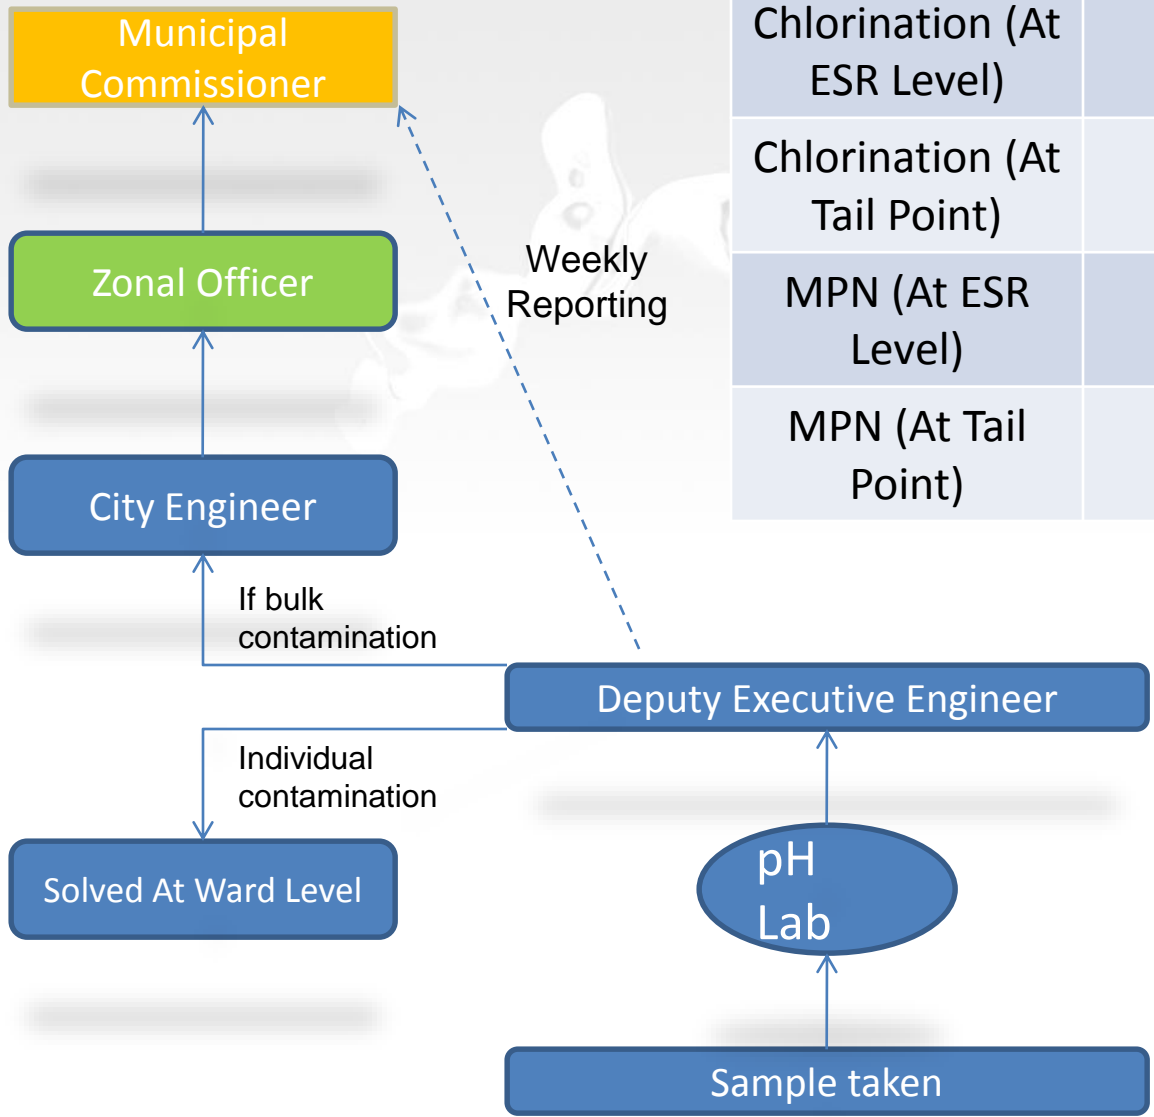 Municipal
Commissioner
Chlorination (At
ESR Level)
Chlorination (At
Tail Point)
MPN (At ESR
Level)
MPN (At Tail
Point)
Weekly
Reporting
Zonal Officer
City Engineer
If bulk
contamination
Deputy Executive Engineer
Individual
contamination
Solved At Ward Level
pH
Lab
Sample taken